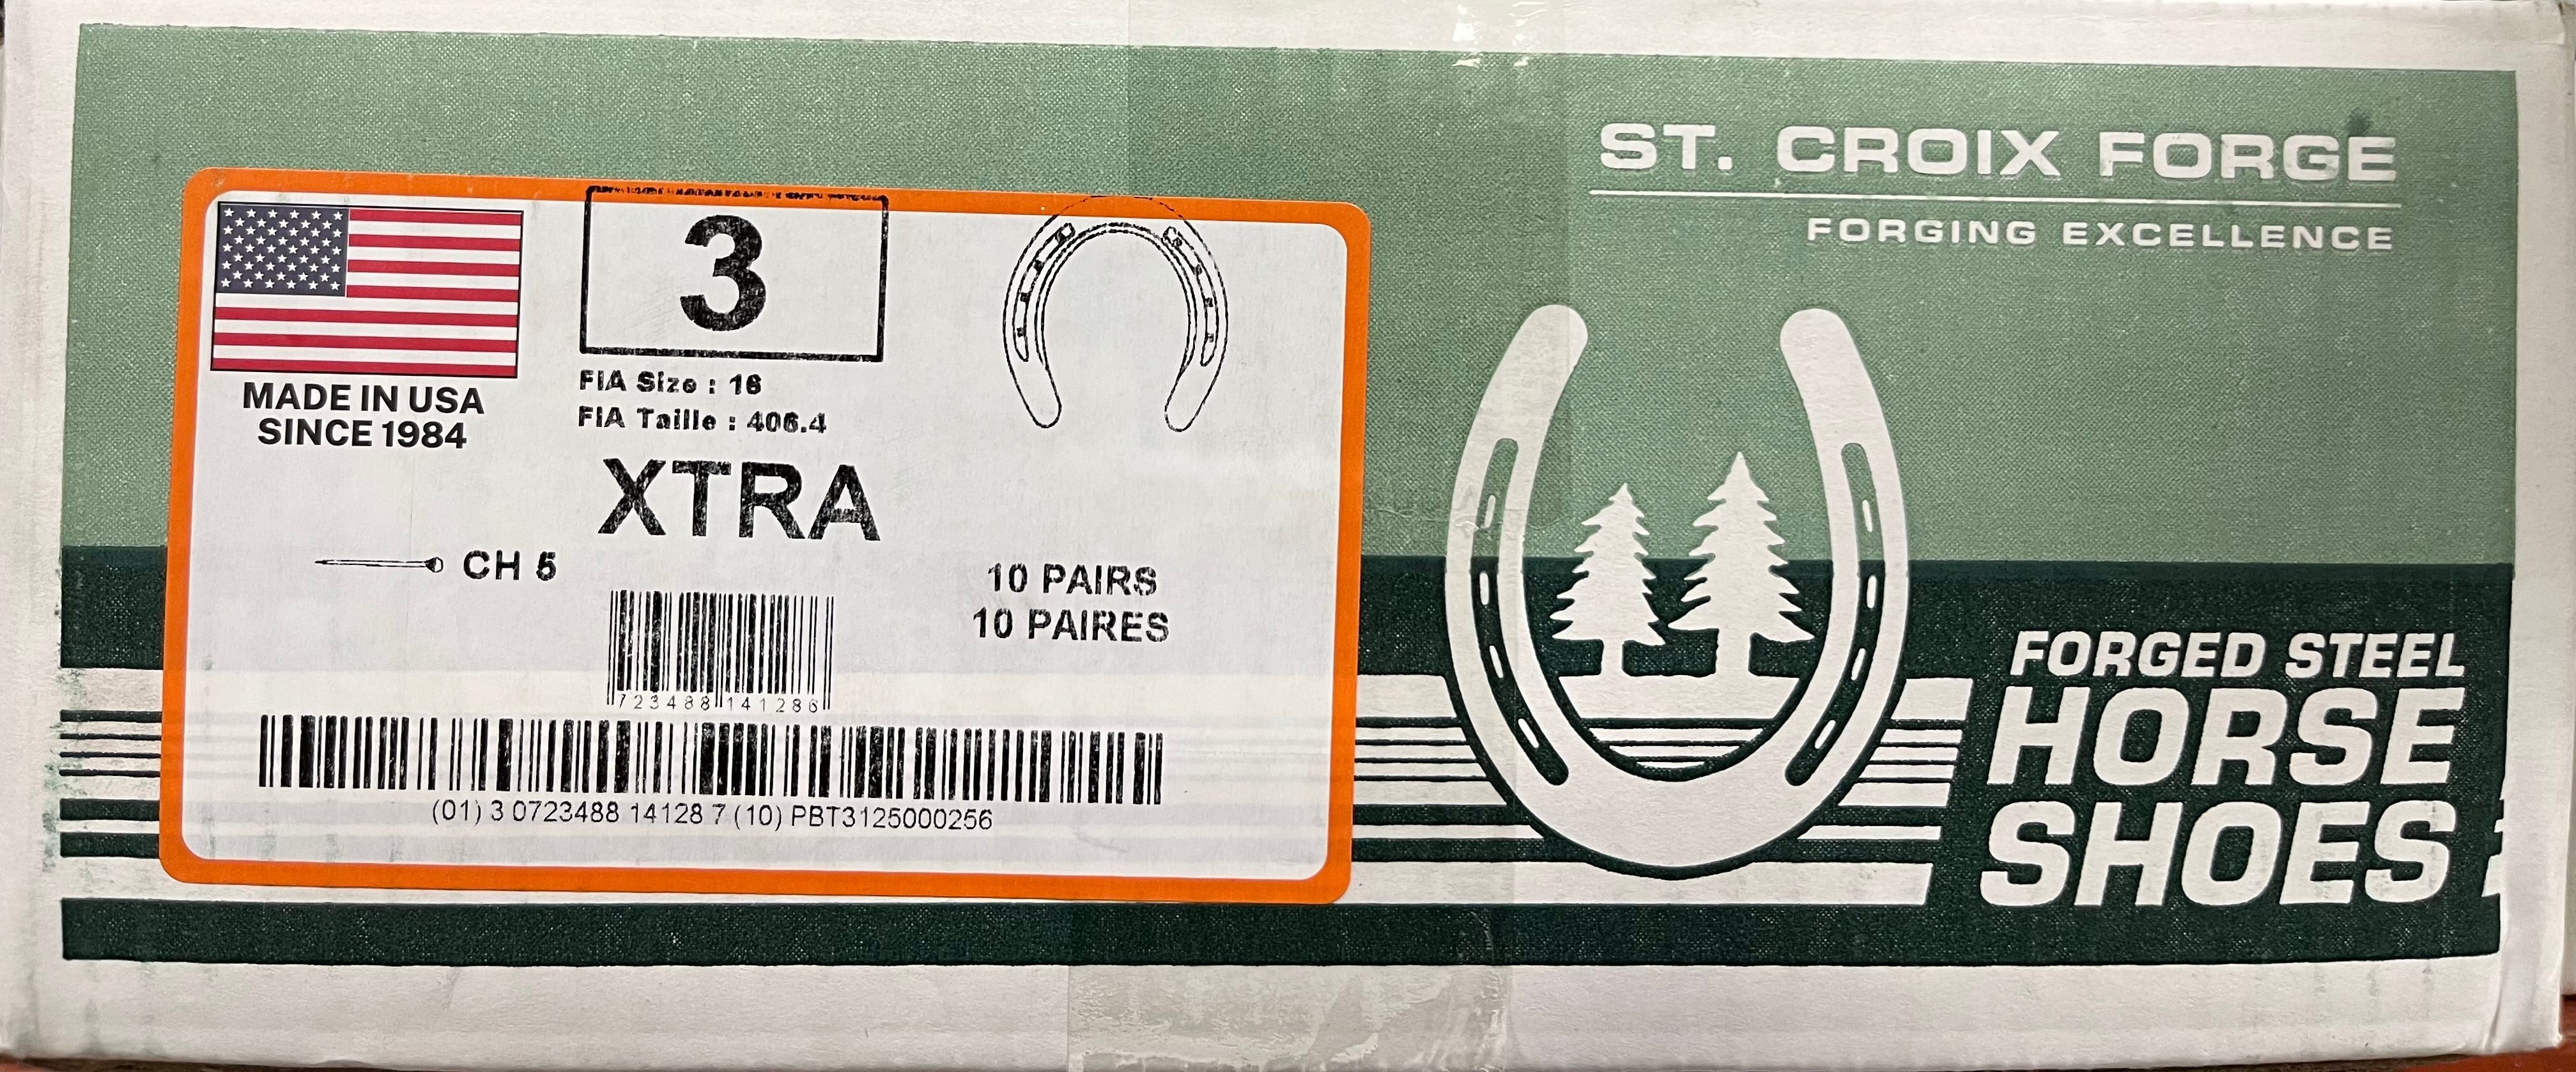 ST. CROIX FORGE
FORGING EXCELLENCE
MADE IN USA
SINCE 1984
3
FIA Size : 16
FIA Taille : 406.4
XTRA
CH 5
10 PAIRS
10 PAIRES
723488 141286
(01) 3 0723488 14128 7 (10) PBT3125000256
FORGED STEEL
HORSE
SHOES